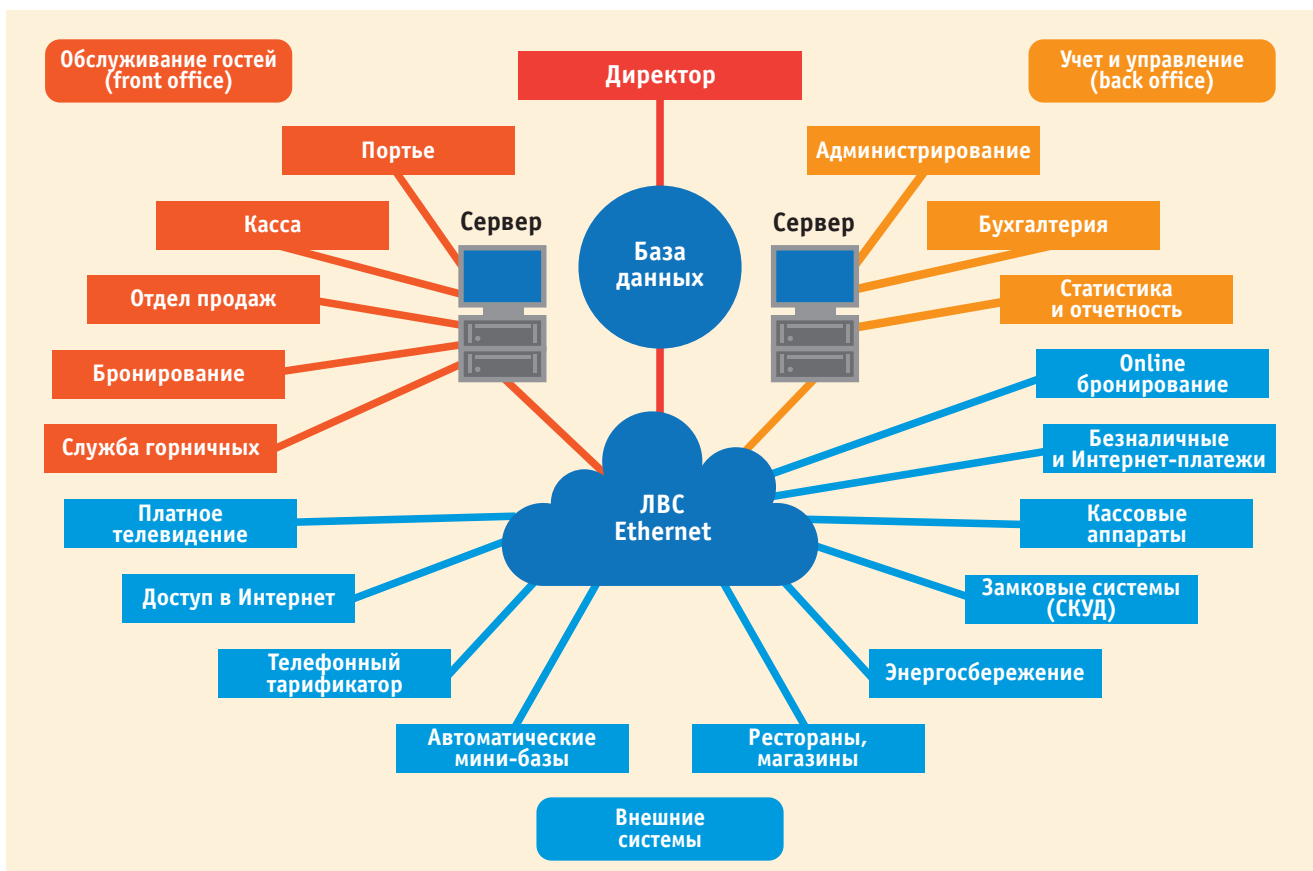 Обслуживание гостей
(front office)
Директор
Учет и управление
(back office)
Портье
Администрирование
Касса
Сервер
Сервер
Бухгалтерия
База
данных
Отдел продаж
Статистика
и отчетность
Бронирование
Online
бронирование
Служба горничных
Безналичные
и Интернет-платежи
Платное
телевидение
ЛВС
Ethernet
Кассовые
аппараты
Доступ в Интернет
Замковые системы
(СКУД)
Телефонный
тарификатор
Энергосбережение
Автоматические
мини-базы
Рестораны,
магазины
Внешние
системы